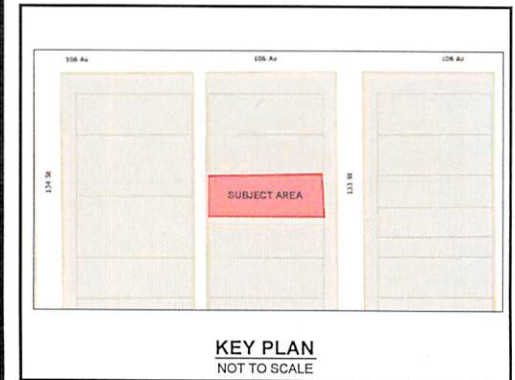 106 Av
106 Av
106 Av
134 St
SUBJECT AREA
133 St
KEY PLAN
NOT TO SCALE